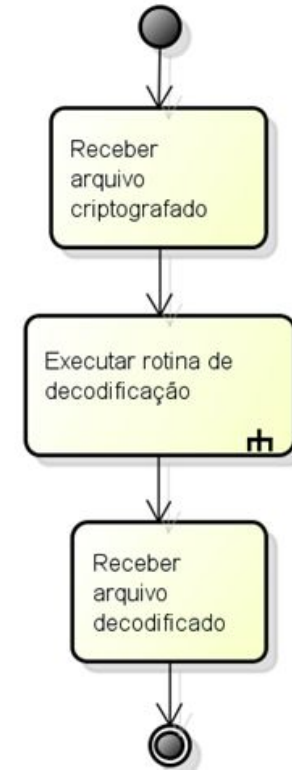 Receber
arquivo
criptografado
Executar rotina de
decodificação
Receber
arquivo
decodificado